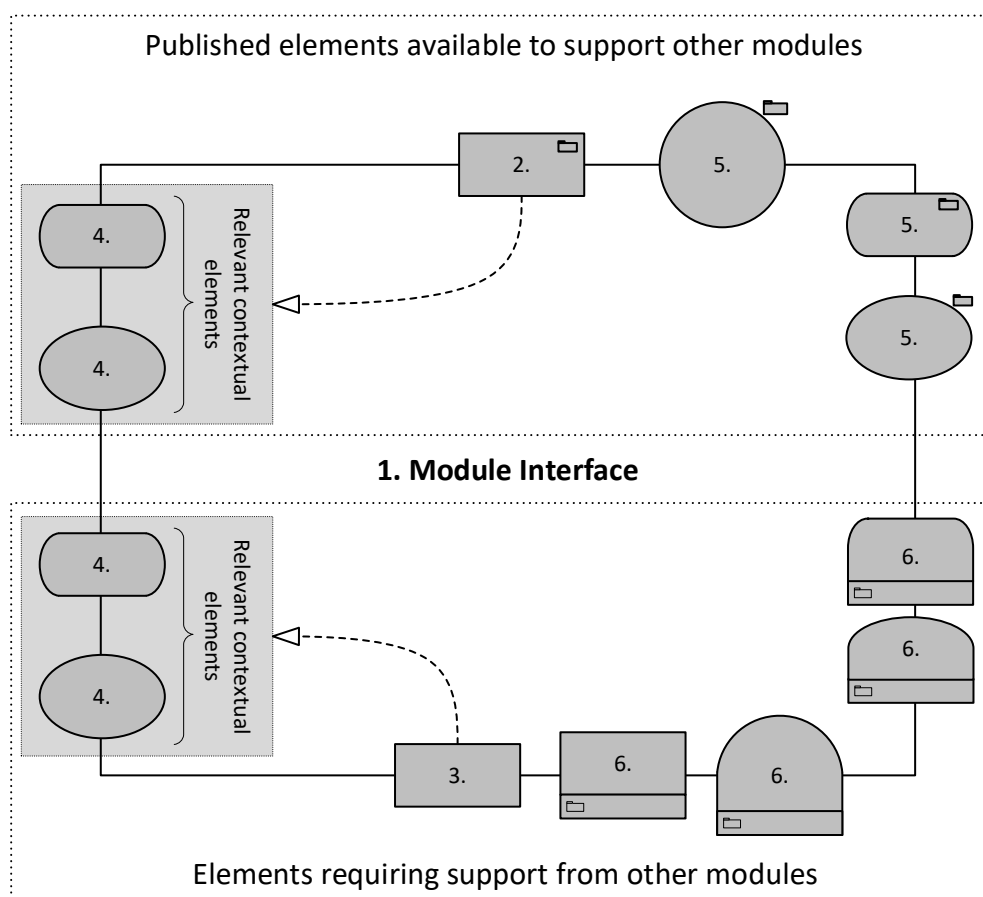 Published elements available to support other modules
2.
5.
4.
Relevant contextual
elements
5.
4.
5.
1. Module Interface
4.
Relevant contextual
elements
6.
4.
6.
3.
6.
6.
Elements requiring support from other modules